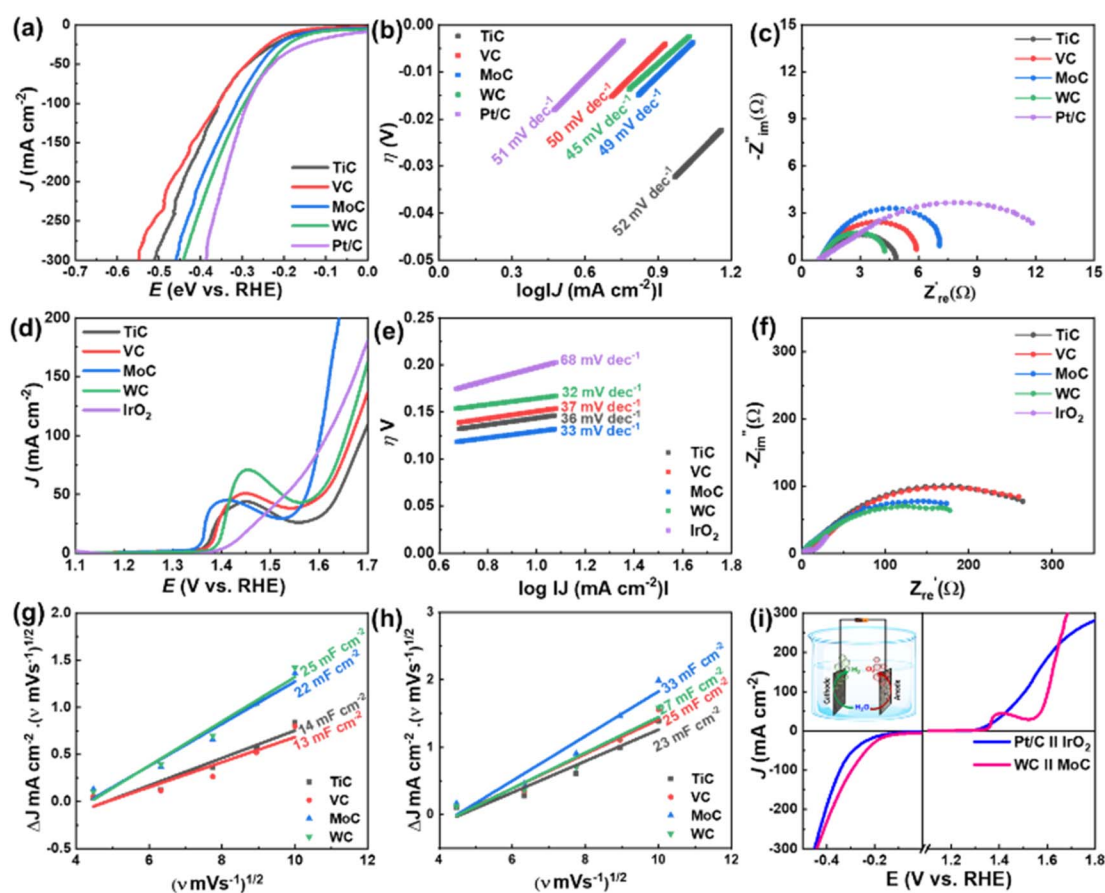 (a)
0
-50
-100
-150
-200
-250
-300
J (mA cm-2)
TiC
VC
MoC
WC
Pt/C
-0.7 -0.6 -0.5 -0.4 -0.3 -0.2 -0.1 0.0
E (eV vs. RHE)
(b)
0.00
-0.01
-0.02
-0.03
-0.04
-0.05
η (V)
TiC
VC
MoC
WC
Pt/C
51 mV dec-1
50 mV dec-1
45 mV dec-1
49 mV dec-1
52 mV dec-1
0.0 0.4 0.8 1.2
logIJ (mA cm-2)I
(c)
15
12
9
6
3
0
-Z"im(Ω)
TiC
VC
MoC
WC
Pt/C
0 3 6 9 12 15
Z're(Ω)
(d)
200
150
100
50
0
J (mA cm-2)
TiC
VC
MoC
WC
IrO2
1.1 1.2 1.3 1.4 1.5 1.6 1.7
E (V vs. RHE)
(e)
0.25
0.20
0.15
0.10
0.05
0.00
η V
68 mV dec-1
32 mV dec-1
37 mV dec-1
36 mV dec-1
33 mV dec-1
TiC
VC
MoC
WC
IrO2
0.0 0.4 0.8 1.2 1.6 2.0
log IJ (mA cm-2)I
(f)
300
200
100
0
-Zim"(Ω)
TiC
VC
MoC
WC
IrO2
0 100 200 300
Zre'(Ω)
(g)
2.0
1.5
1.0
0.5
0.0
-0.5
ΔJ mA cm-2.(ν mVs-1)1/2
25 mF cm-2
22 mF cm-2
14 mF cm-2
13 mF cm-2
TiC
VC
MoC
WC
4 6 8 10 12
(ν mVs-1)1/2
(h)
3
2
1
0
-1
ΔJ mA cm-2.(ν mVs-1)1/2
33 mF cm-2
27 mF cm-2
25 mF cm-2
23 mF cm-2
TiC
VC
MoC
WC
4 6 8 10 12
(ν mVs-1)1/2
(i)
300
200
100
0
-100
-200
-300
J (mA cm-2)
Cathode
H2
O2
Anode
H2O
Pt/C II IrO2
WC II MoC
-0.4 -0.2 1.2 1.4 1.6 1.8
E (V vs. RHE)